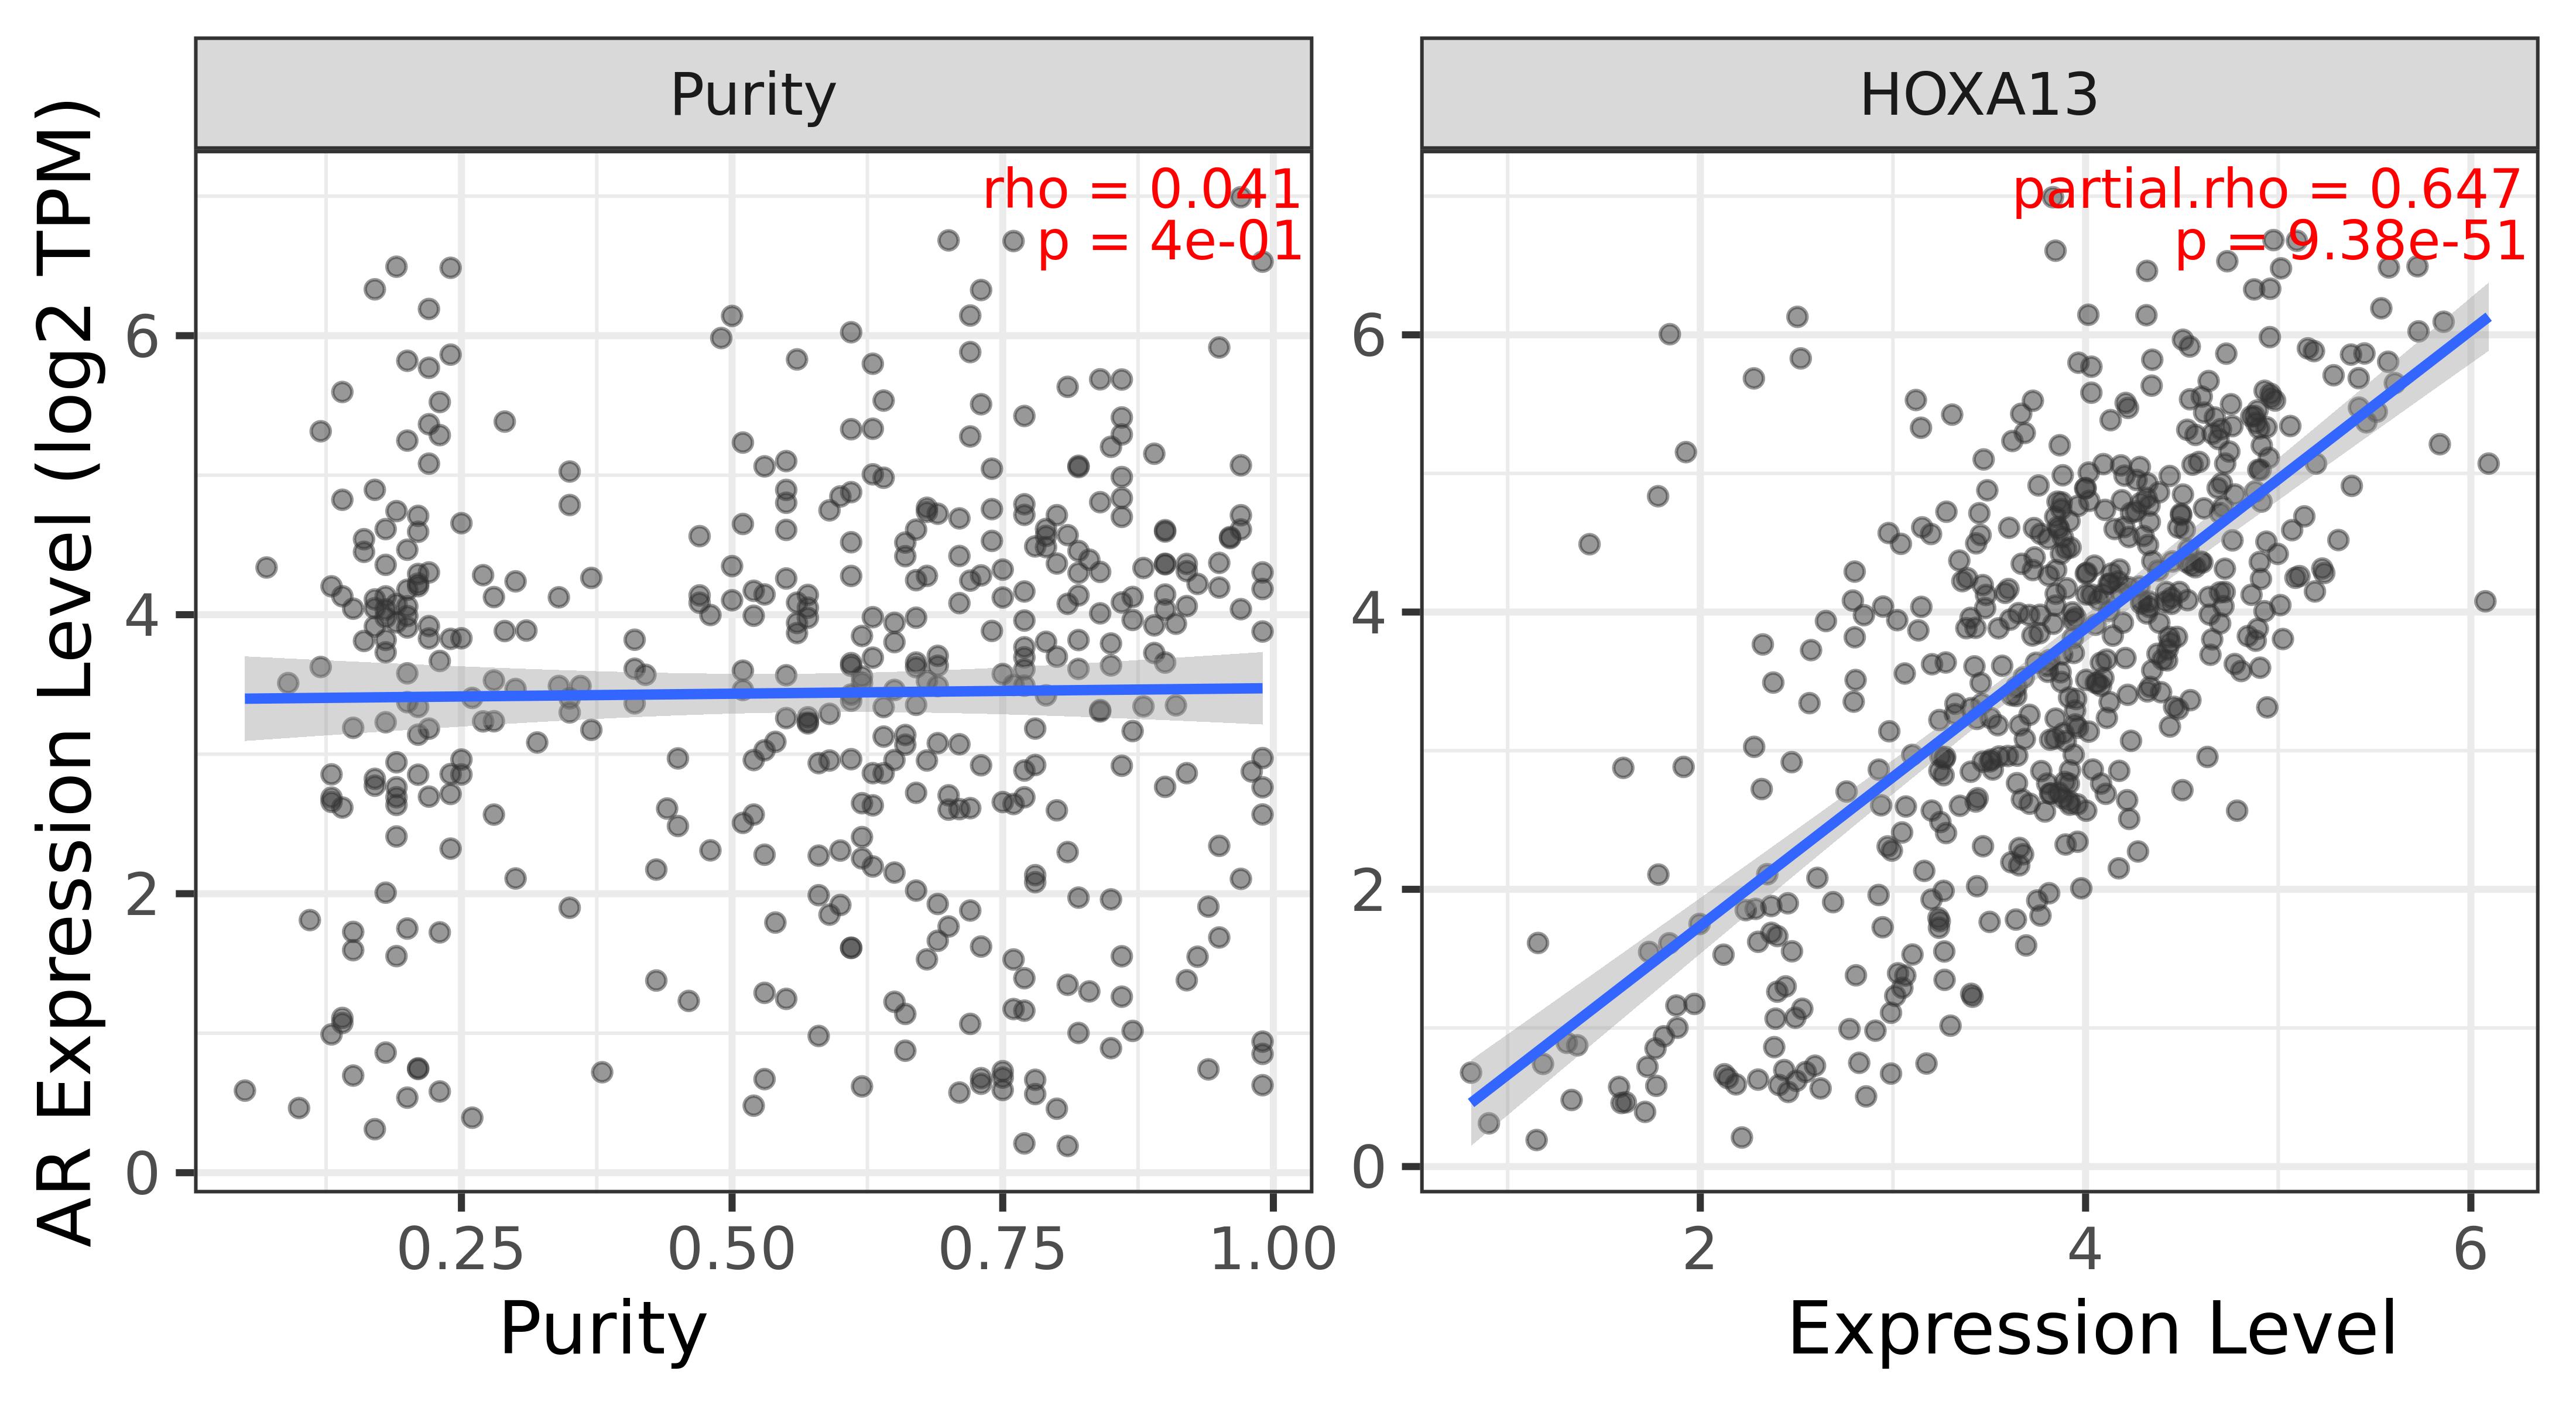 Purity
HOXA13
AR Expression Level (log2 TPM)
rho = 0.041
p = 4e-01
partial.rho = 0.647
p = 9.38e-51
6
4
2
0
6
4
2
0
0.25 0.50 0.75 1.00
2 4 6
Purity
Expression Level